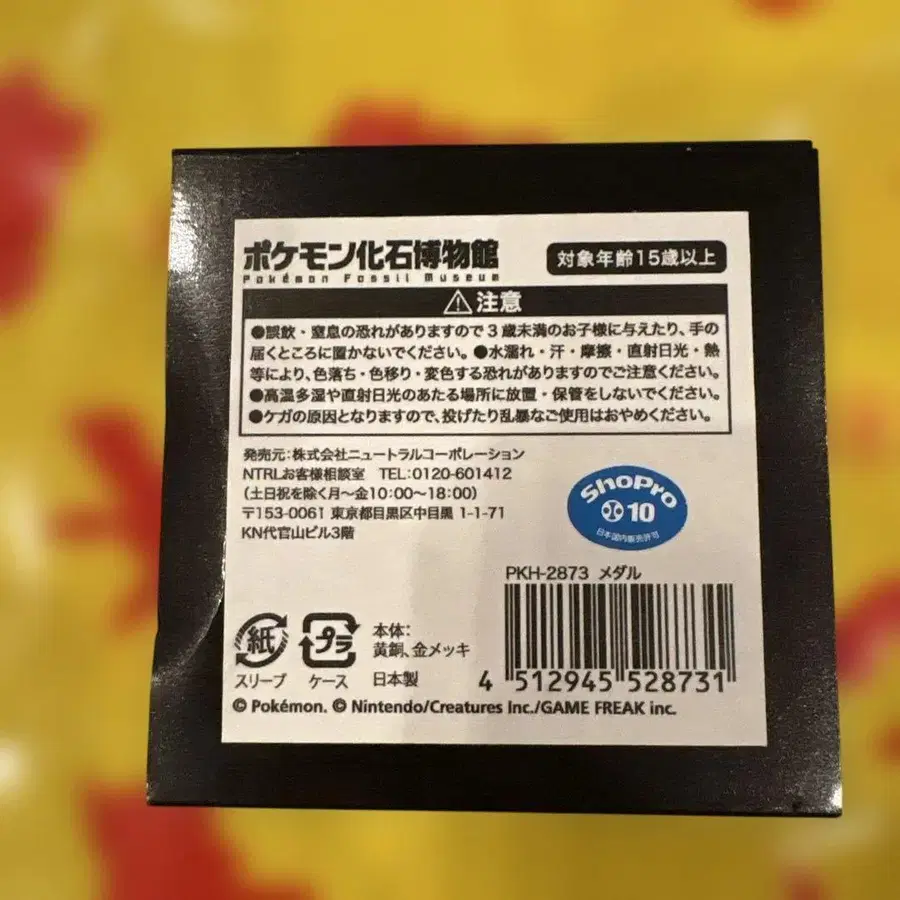 ポケモン化石博物館
Pokémon Fossil Museum
対象年齢15歳以上
注意
●誤飲・窒息の恐れがありますので3歳未満のお子様に与えたり、手の
届くところに置かないでください。●水濡れ・汗・摩擦・直射日光・熱
等により、色落ち・色移り・変色する恐れがありますのでご注意ください。
●高温多湿や直射日光のあたる場所に放置・保管をしないでください。
●ケガの原因となりますので、投げたり乱暴なご使用はおやめください。
発売元:株式会社ニュートラルコーポレーション
NTRLお客様相談室 TEL:0120-601412
(土日祝を除く月~金10:00~18:00)
〒153-0061 東京都目黒区中目黒 1-1-71
KN代官山ビル3階
ShoPro
10
日本国内販売許可
PKH-2873 メダル
紙
スリーブ
プラ
ケース
本体:
黄銅、金メッキ
日本製
4 512945 528731
© Pokémon. © Nintendo/Creatures Inc./GAME FREAK inc.